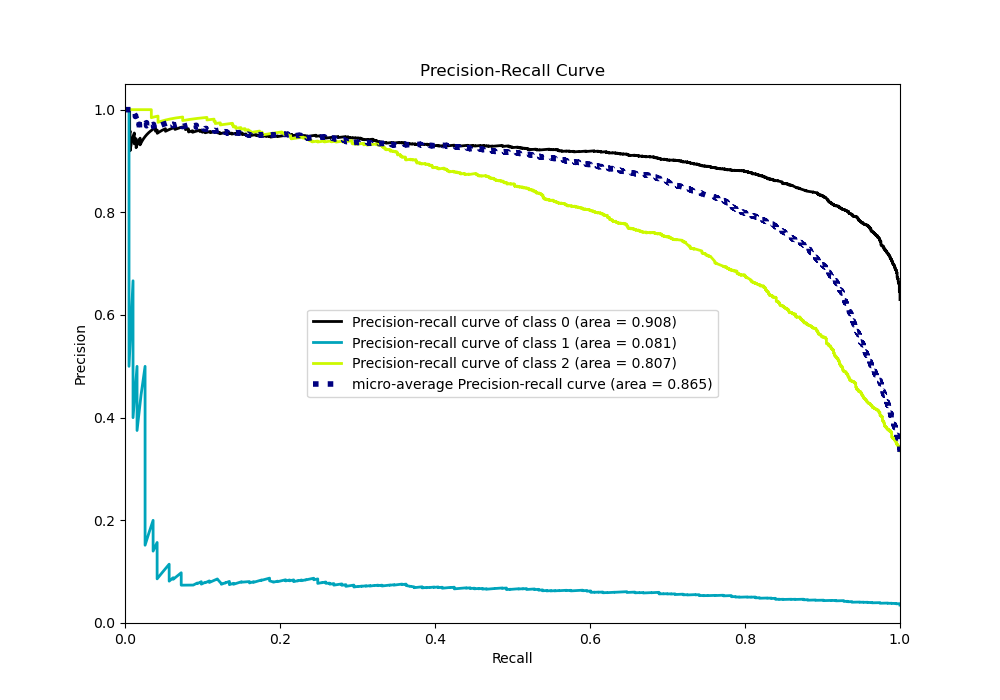 Precision-Recall Curve
1.0
0.8
0.6
0.4
0.2
0.0
Precision
Precision-recall curve of class 0 (area = 0.908)
Precision-recall curve of class 1 (area = 0.081)
Precision-recall curve of class 2 (area = 0.807)
micro-average Precision-recall curve (area = 0.865)
0.0 0.2 0.4 0.6 0.8 1.0
Recall